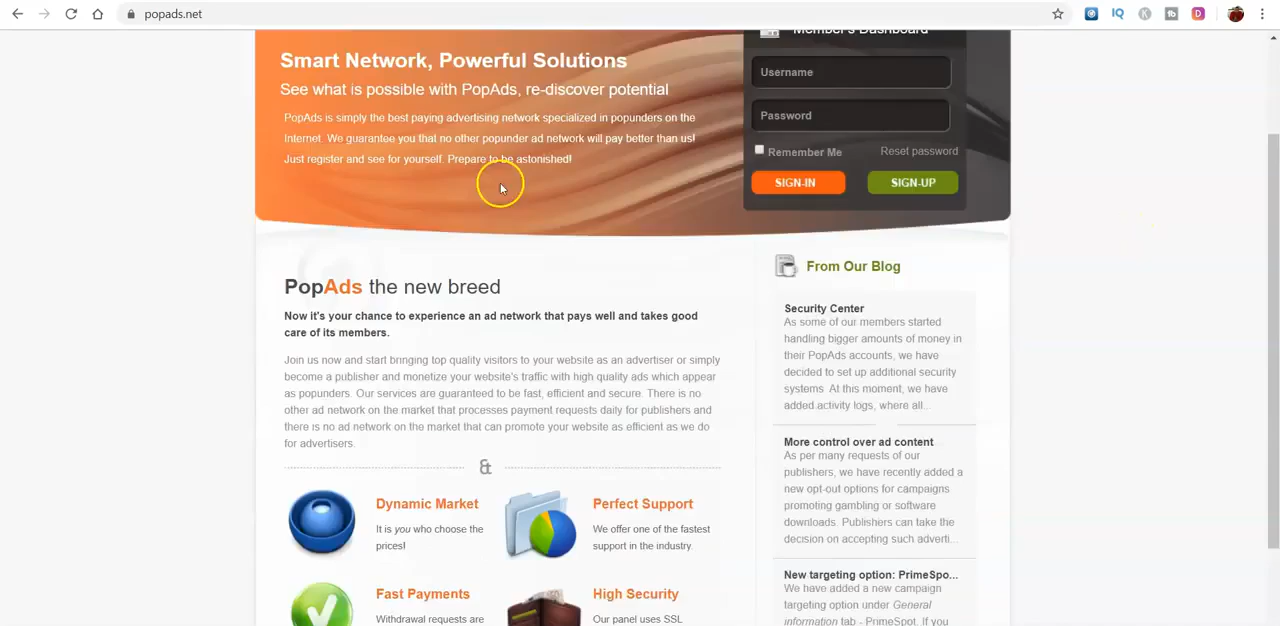 popads.net
IQ
K
tb
D
Member's Dashboard
Smart Network, Powerful Solutions
See what is possible with PopAds, re-discover potential
PopAds is simply the best paying advertising network specialized in popunders on the
Internet. We guarantee you that no other popunder ad network will pay better than us!
Just register and see for yourself. Prepare to be astonished!
Username
Password
Remember Me
Reset password
SIGN-IN
SIGN-UP
PopAds the new breed
Now it's your chance to experience an ad network that pays well and takes good
care of its members.
Join us now and start bringing top quality visitors to your website as an advertiser or simply
become a publisher and monetize your website's traffic with high quality ads which appear
as popunders. Our services are guaranteed to be fast, efficient and secure. There is no
other ad network on the market that processes payment requests daily for publishers and
there is no ad network on the market that can promote your website as efficient as we do
for advertisers.
&
Dynamic Market
It is you who choose the
prices!
Perfect Support
We offer one of the fastest
support in the industry.
Fast Payments
Withdrawal requests are
High Security
Our panel uses SSL
From Our Blog
Security Center
As some of our members started
handling bigger amounts of money in
their PopAds accounts, we have
decided to set up additional security
systems. At this moment, we have
added activity logs, where all...
More control over ad content
As per many requests of our
publishers, we have recently added a
new opt-out options for campaigns
promoting gambling or software
downloads. Publishers can take the
decision on accepting such adverti...
New targeting option: PrimeSpo...
We have added a new campaign
targeting option under General
information tab - PrimeSpot. If you